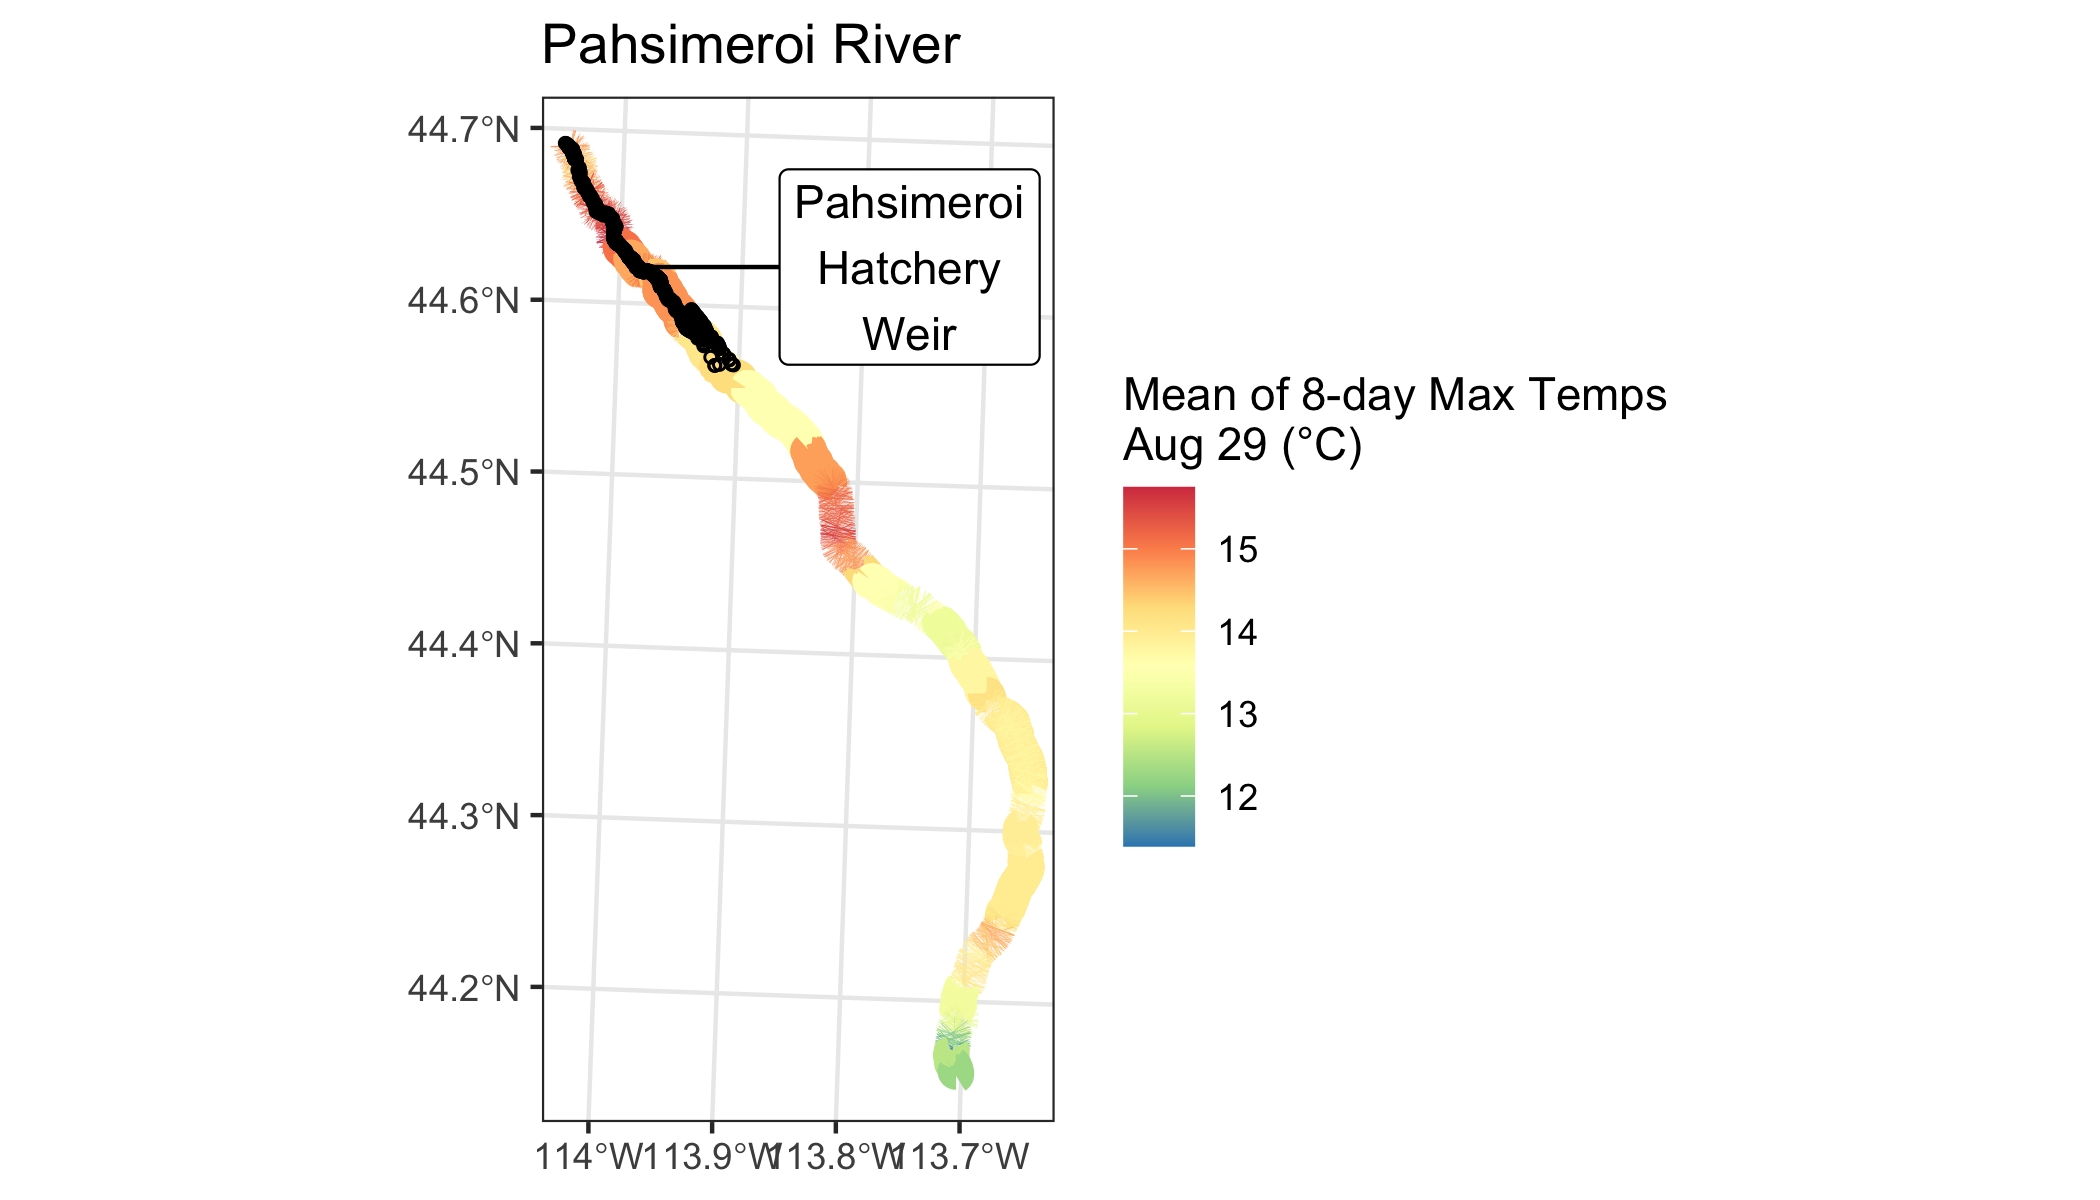 Pahsimeroi River
44.7°N
44.6°N
44.5°N
44.4°N
44.3°N
44.2°N
114°W
113.9°W
113.8°W
113.7°W
Pahsimeroi
Hatchery
Weir
Mean of 8-day Max Temps
Aug 29 (°C)
15
14
13
12